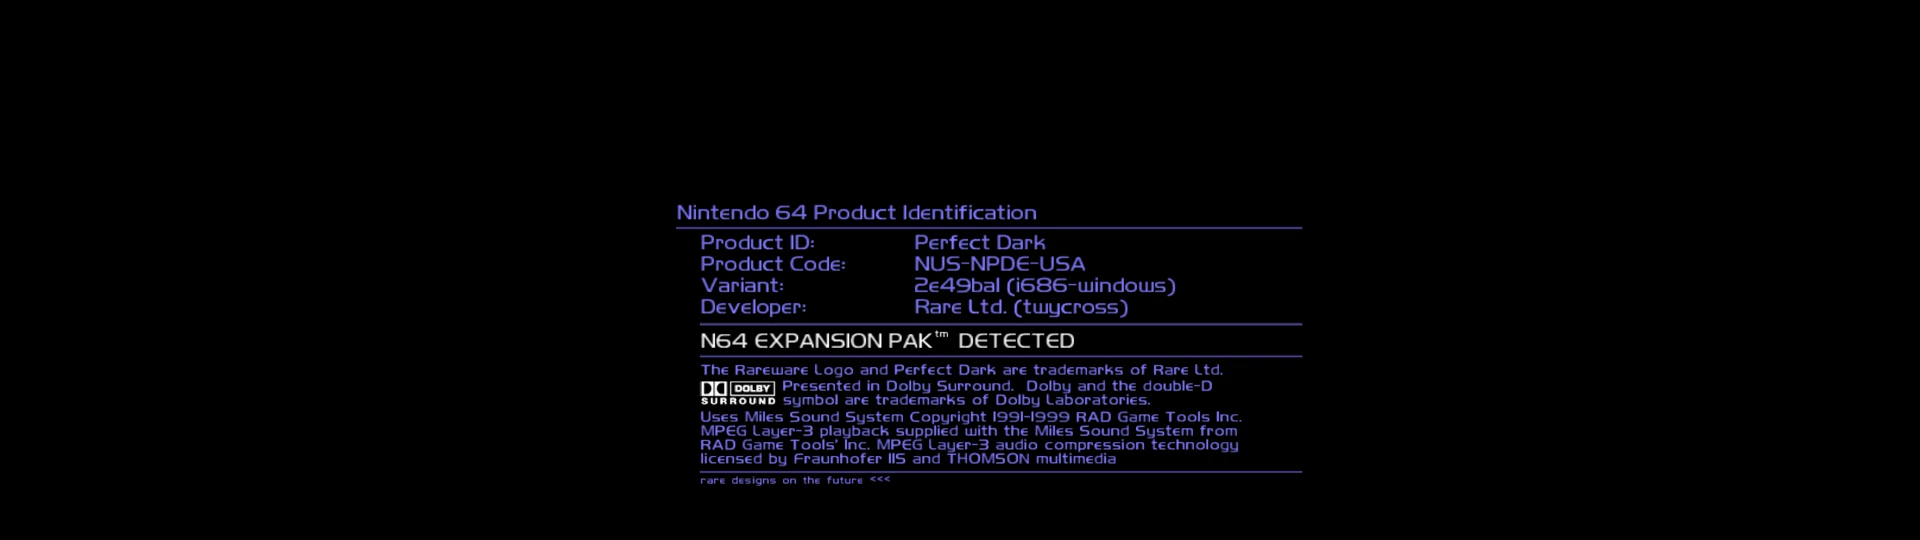 Nintendo 64 Product Identification
Product ID: Perfect Dark
Product Code: NUS-NPDE-USA
Variant: 2e49bal (i686-windows)
Developer: Rare Ltd. (twycross)
N64 EXPANSION PAK™ DETECTED
The Rareware Logo and Perfect Dark are trademarks of Rare Ltd.
DOLBY SURROUND
Presented in Dolby Surround. Dolby and the double-D
symbol are trademarks of Dolby Laboratories.
Uses Miles Sound System Copyright 1991-1999 RAD Game Tools Inc.
MPEG Layer-3 playback supplied with the Miles Sound System from
RAD Game Tools' Inc. MPEG Layer-3 audio compression technology
licensed by Fraunhofer IIS and THOMSON multimedia
rare designs on the future <<<